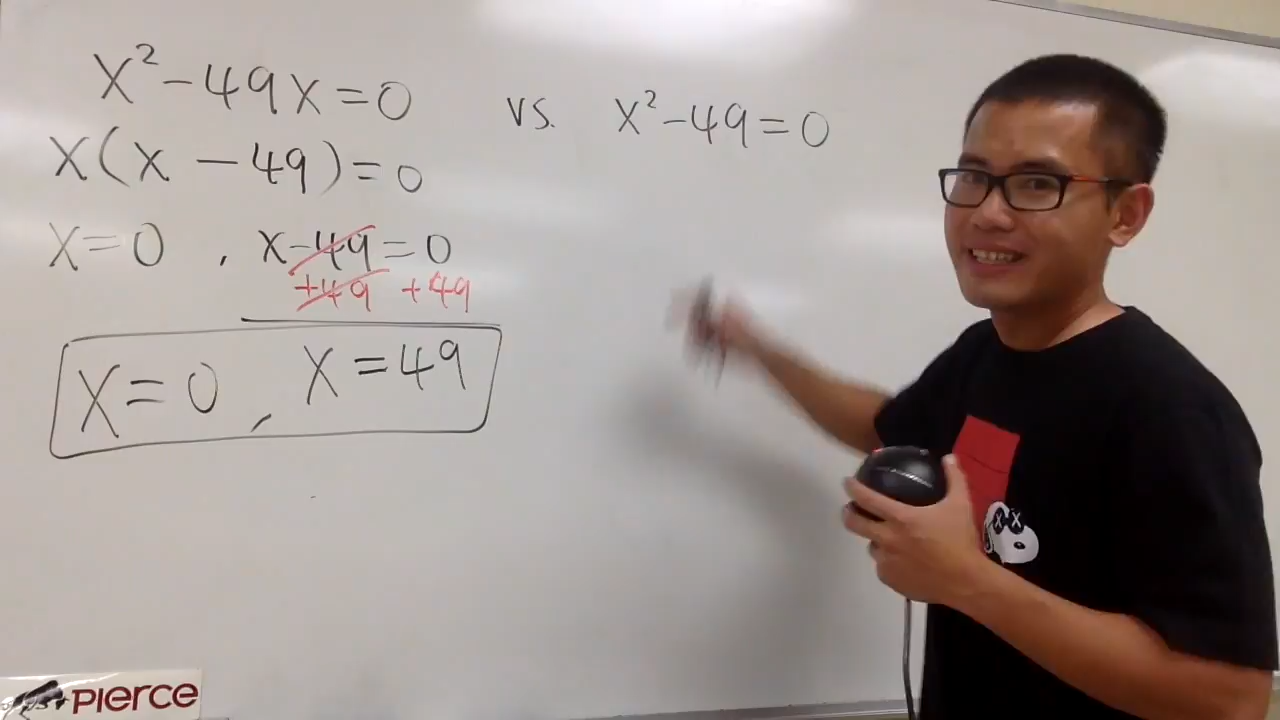 x² - 49x = 0
x(x - 49) = 0
x = 0 , x - 49 = 0
+49 +49
x = 0 , x = 49
vs. x² - 49 = 0
PIERCE